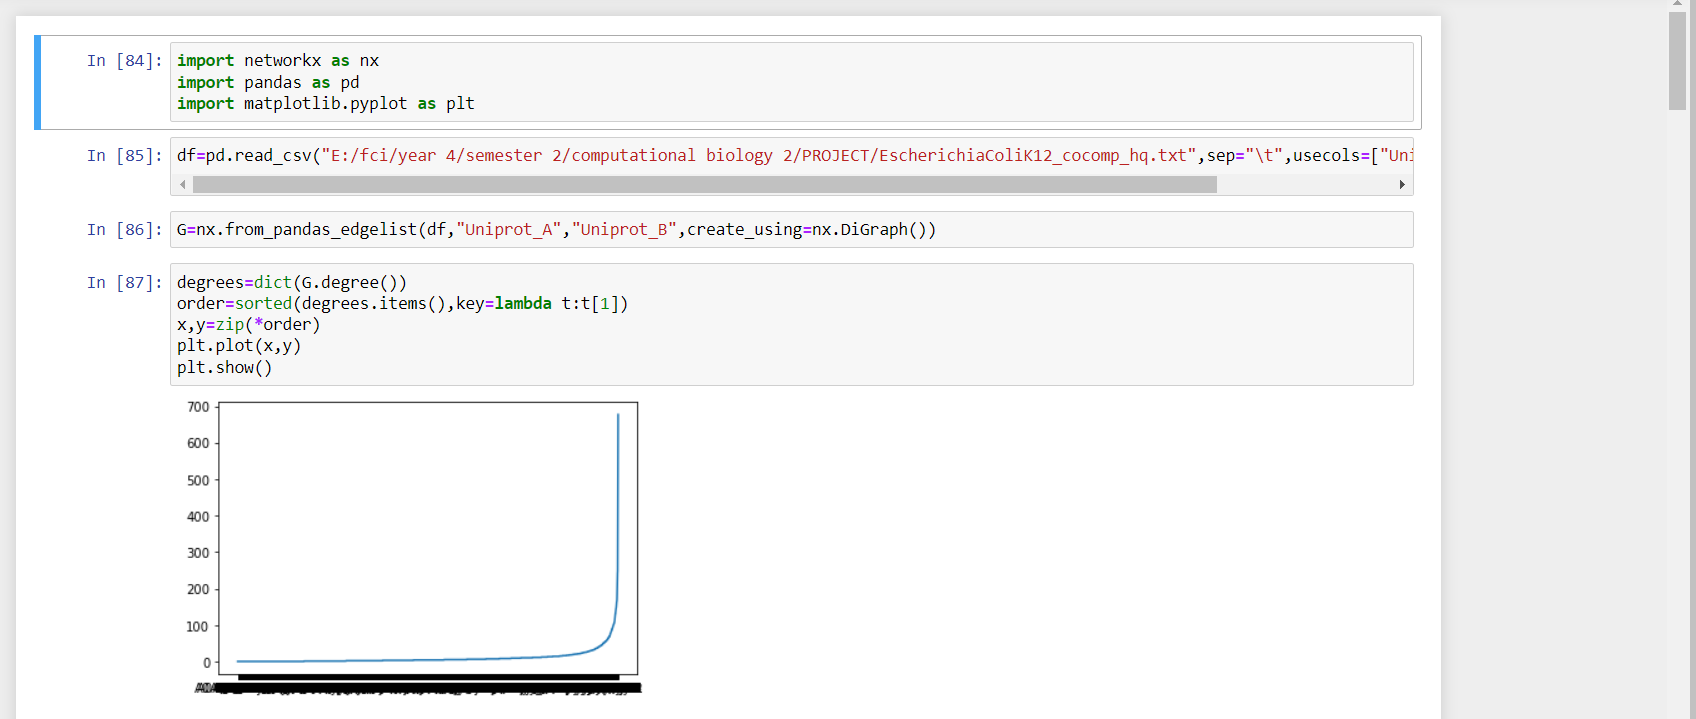 In [84]: import networkx as nx
import pandas as pd
import matplotlib.pyplot as plt
In [85]: df=pd.read_csv("E:/fci/year 4/semester 2/computational biology 2/PROJECT/EscherichiaColiK12_cocomp_hq.txt",sep="\t",usecols=["Uni
In [86]: G=nx.from_pandas_edgelist(df,"Uniprot_A","Uniprot_B",create_using=nx.DiGraph())
In [87]: degrees=dict(G.degree())
order=sorted(degrees.items(),key=lambda t:t[1])
x,y=zip(*order)
plt.plot(x,y)
plt.show()
700
600
500
400
300
200
100
0